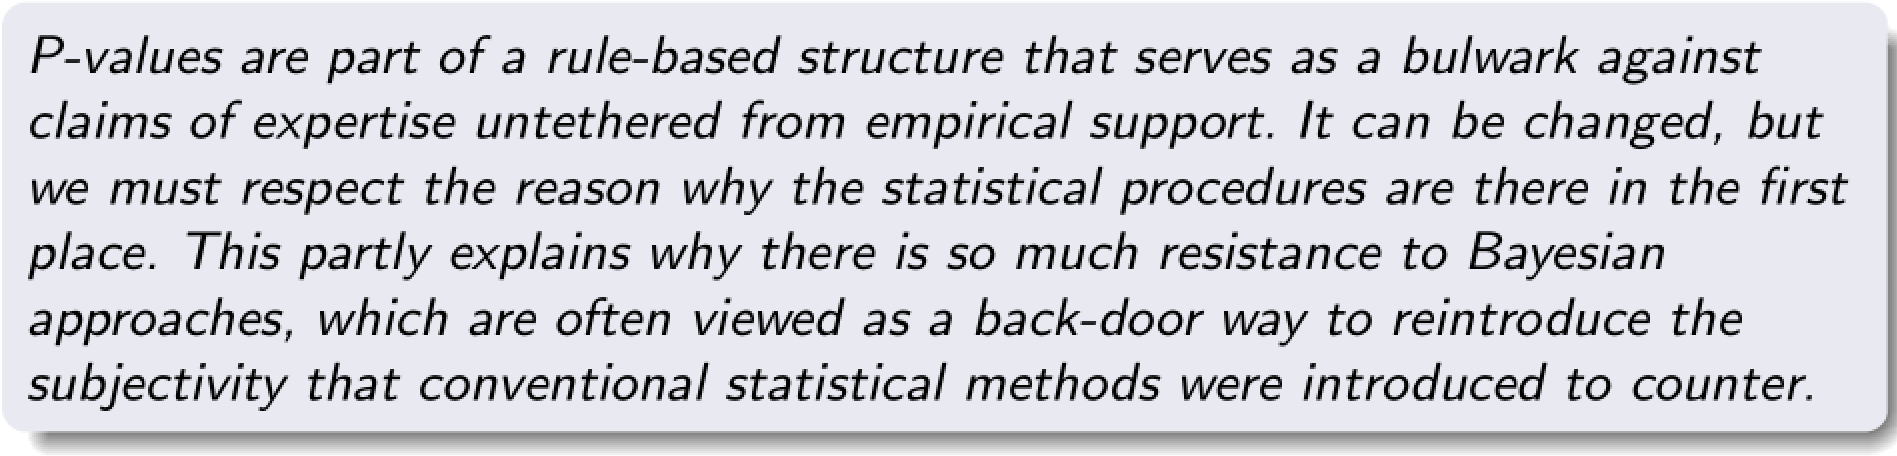 P-values are part of a rule-based structure that serves as a bulwark against
claims of expertise untethered from empirical support. It can be changed, but
we must respect the reason why the statistical procedures are there in the first
place. This partly explains why there is so much resistance to Bayesian
approaches, which are often viewed as a back-door way to reintroduce the
subjectivity that conventional statistical methods were introduced to counter.